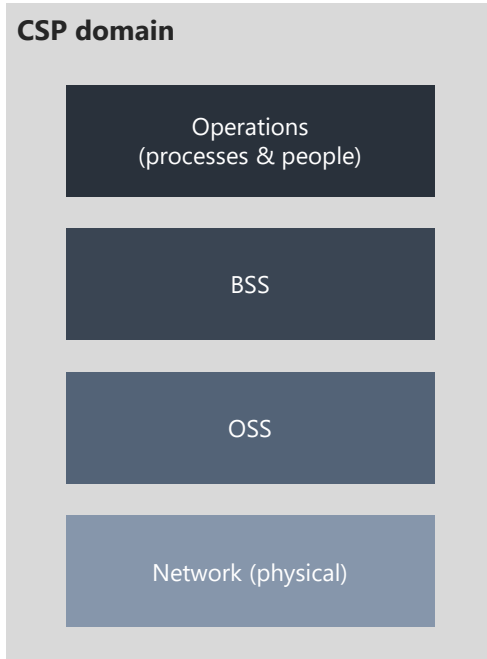 CSP domain
Operations
(processes & people)
BSS
OSS
Network (physical)